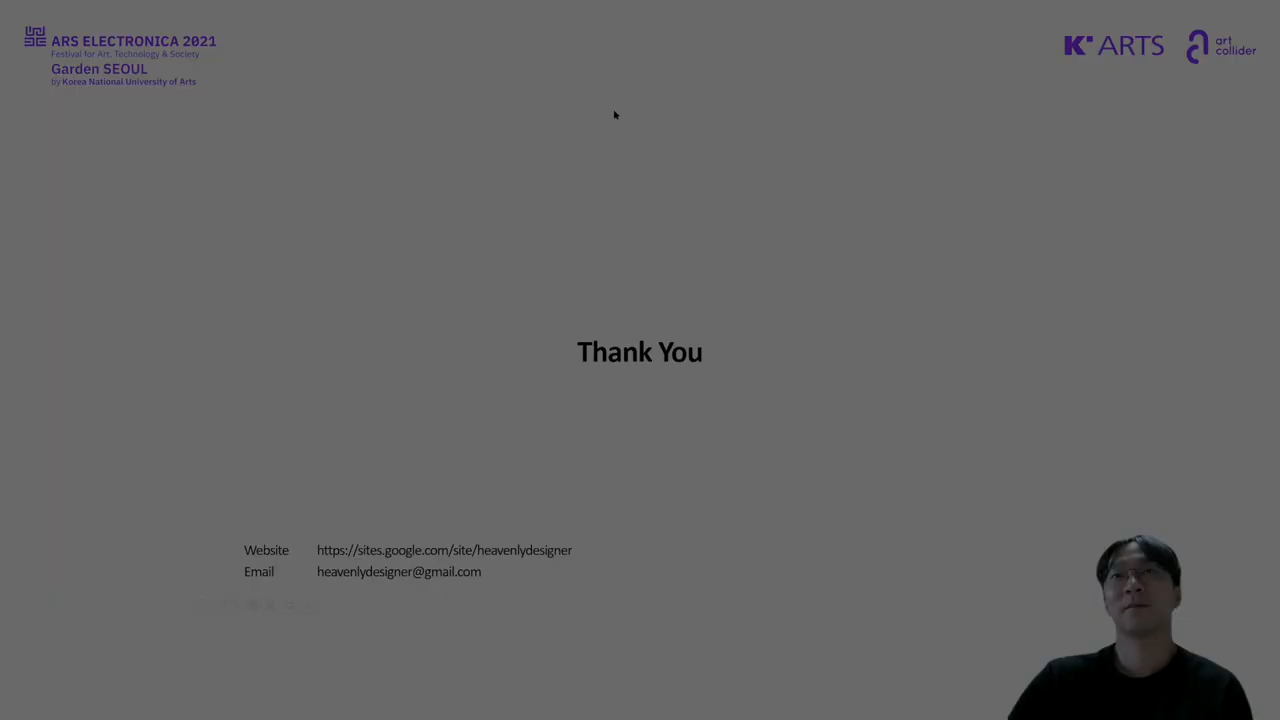 ARS ELECTRONICA 2021
Festival for Art, Technology & Society
Garden SEOUL
by Korea National University of Arts
K ARTS
art
collider
Thank You
Website https://sites.google.com/site/heavenlydesigner
Email heavenlydesigner@gmail.com